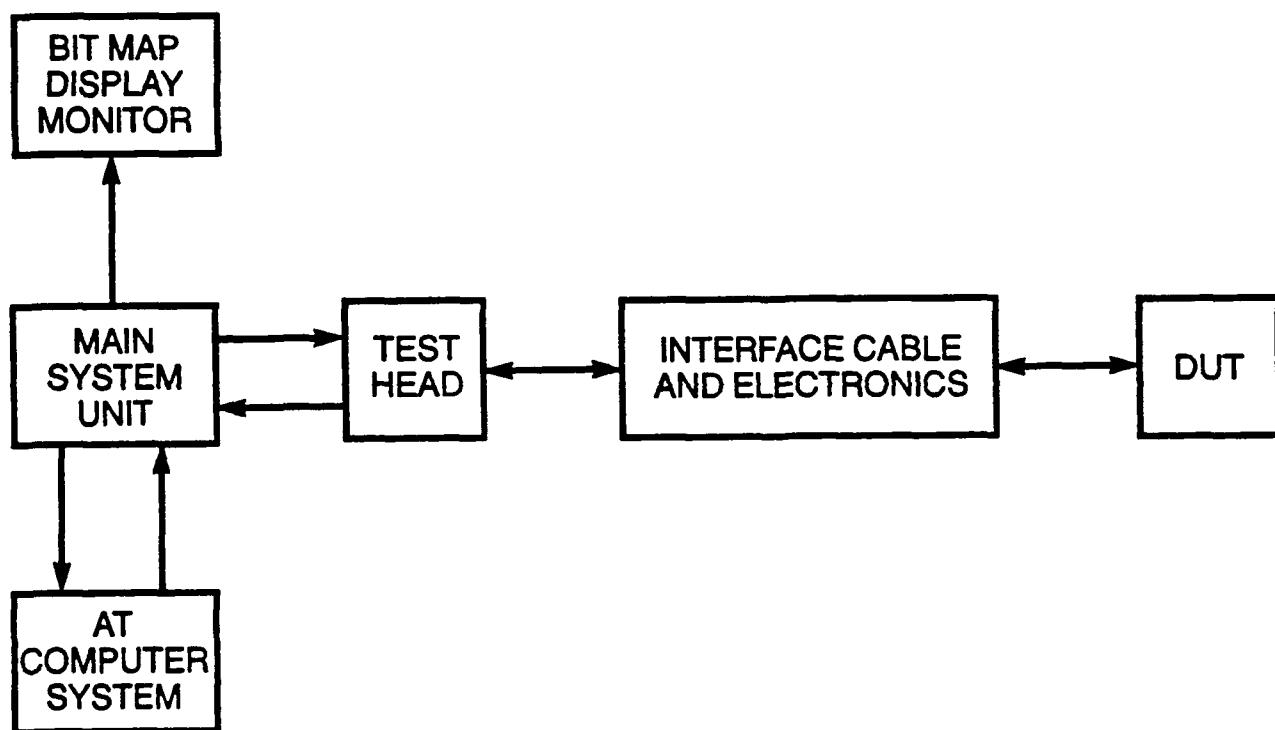 BIT MAP
DISPLAY
MONITOR
MAIN
SYSTEM
UNIT
TEST
HEAD
INTERFACE CABLE
AND ELECTRONICS
DUT
AT
COMPUTER
SYSTEM